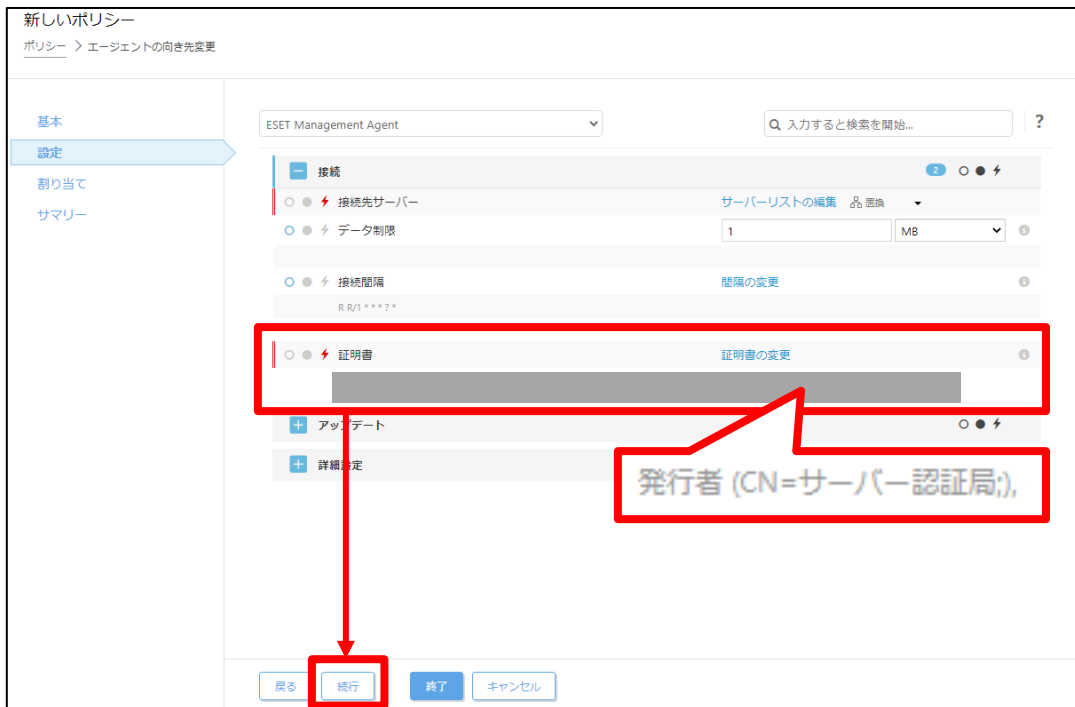 新しいポリシー
ポリシー > エージェントの向き先変更
基本
設定
割り当て
サマリー
ESET Management Agent
入力すると検索を開始...
?
接続
2
接続先サーバー
サーバーリストの編集 置換
データ制限
1
MB
接続間隔
間隔の変更
R R/1 * * * ? *
証明書
証明書の変更
アップデート
詳細設定
発行者 (CN=サーバー認証局;),
戻る
続行
終了
キャンセル